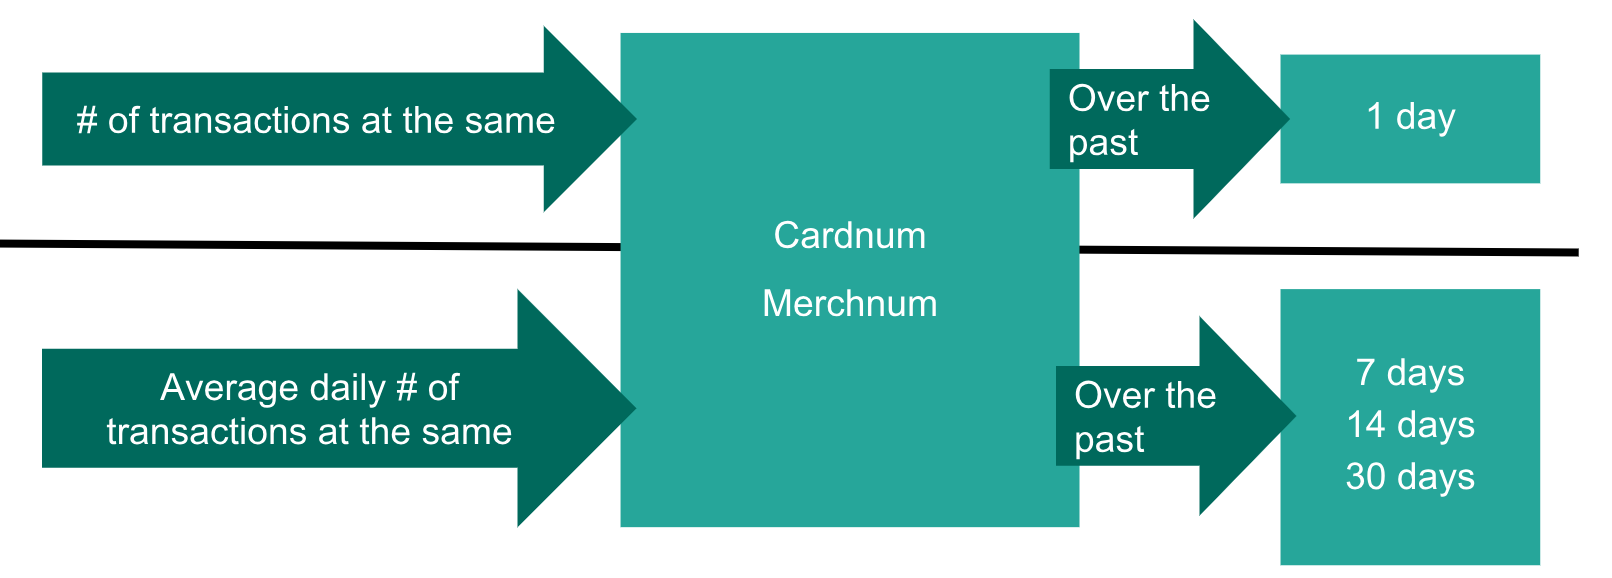 # of transactions at the same
Cardnum
Merchnum
Over the
past
1 day
Average daily # of
transactions at the same
Over the
past
7 days
14 days
30 days